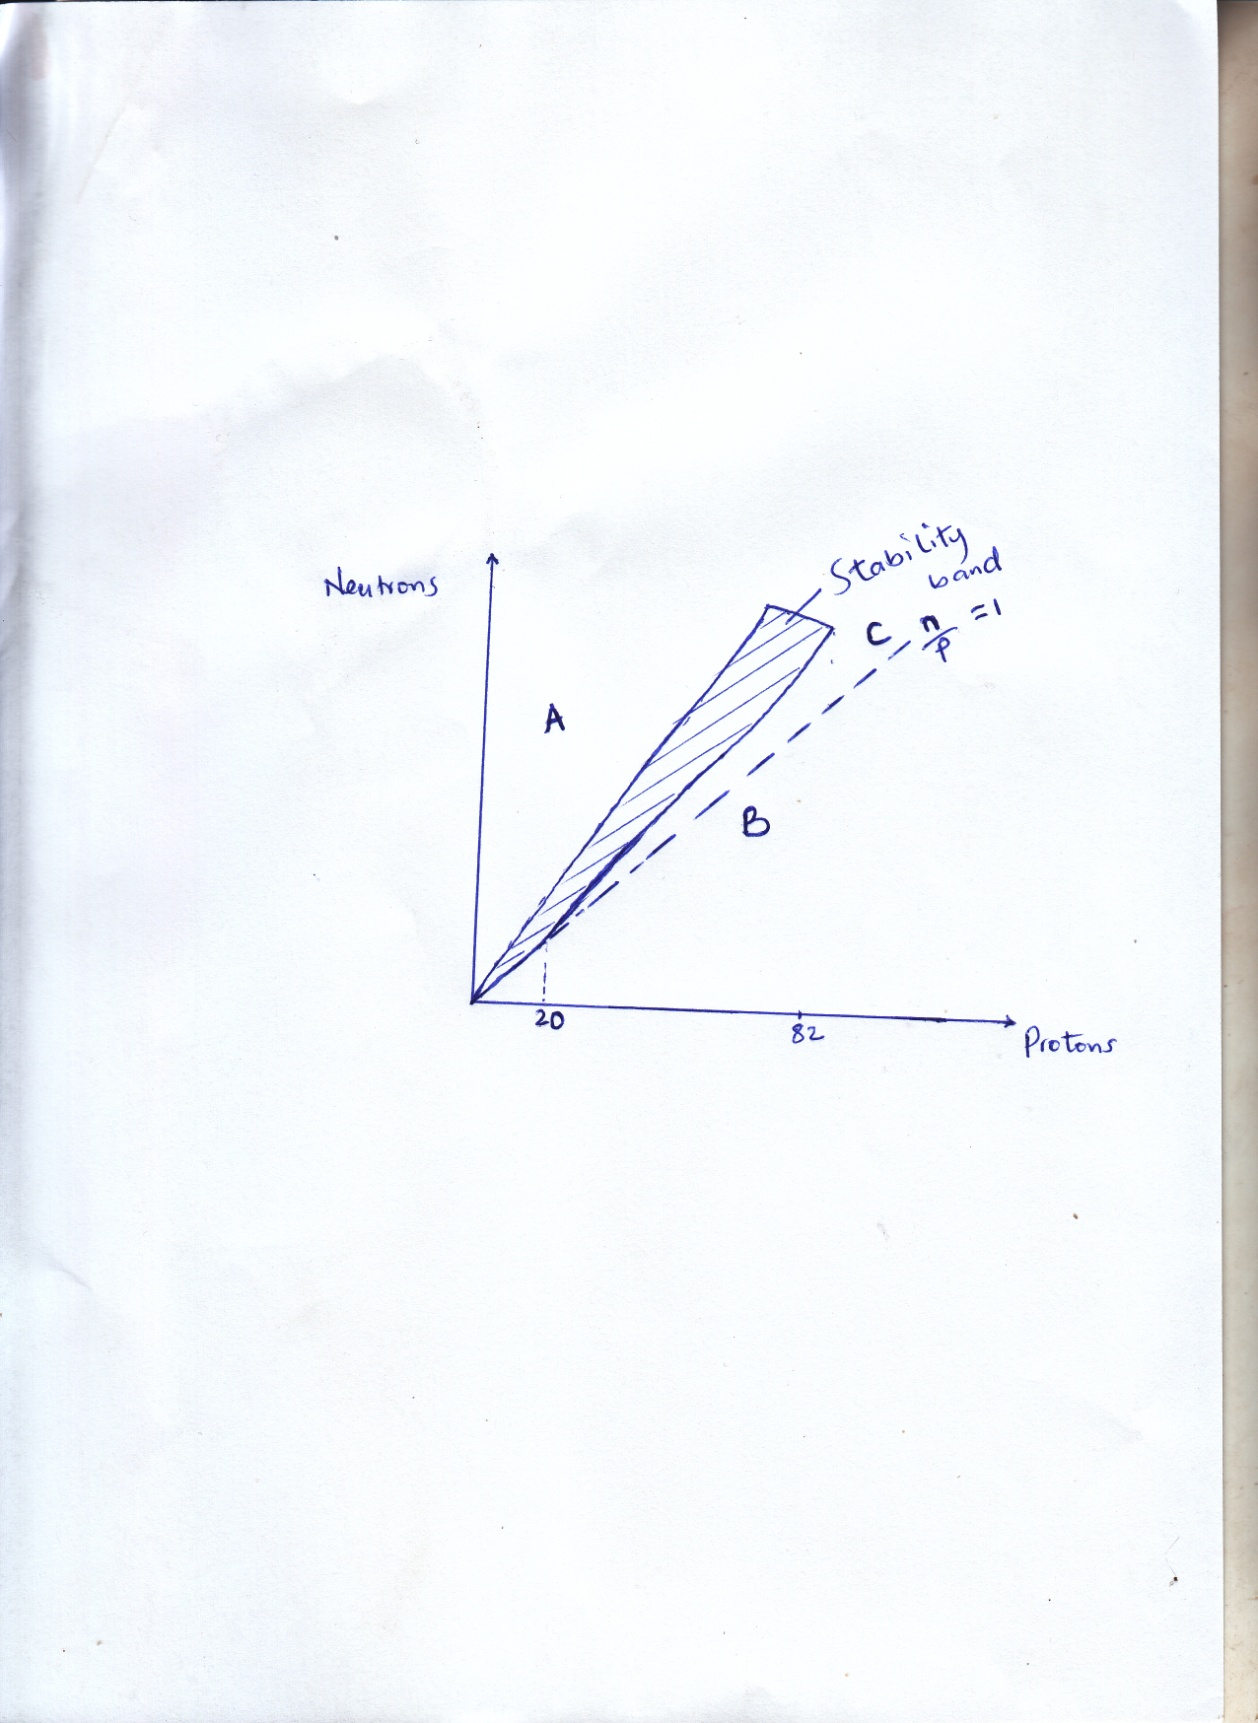 Neutrons
Stability
band
C
n/p =1
A
B
20
82
Protons